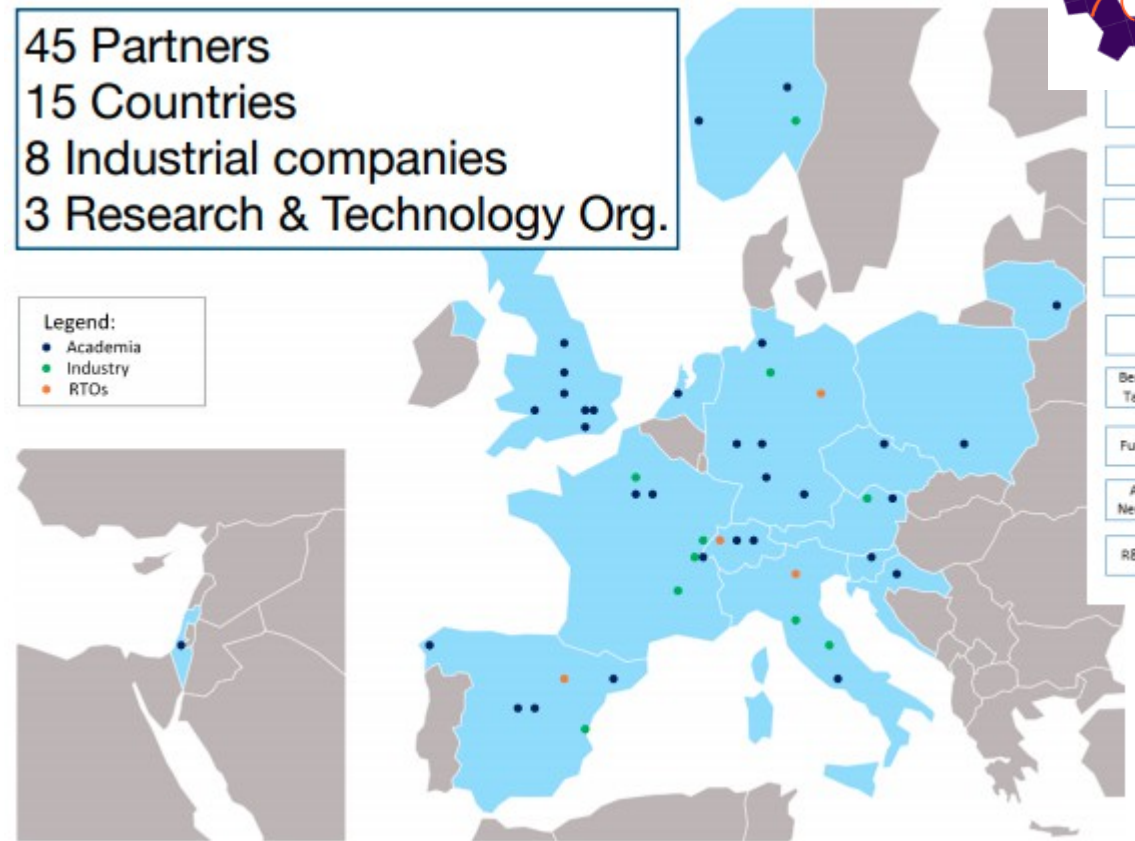 45 Partners
15 Countries
8 Industrial companies
3 Research & Technology Org.
Legend:
Academia
Industry
RTOs